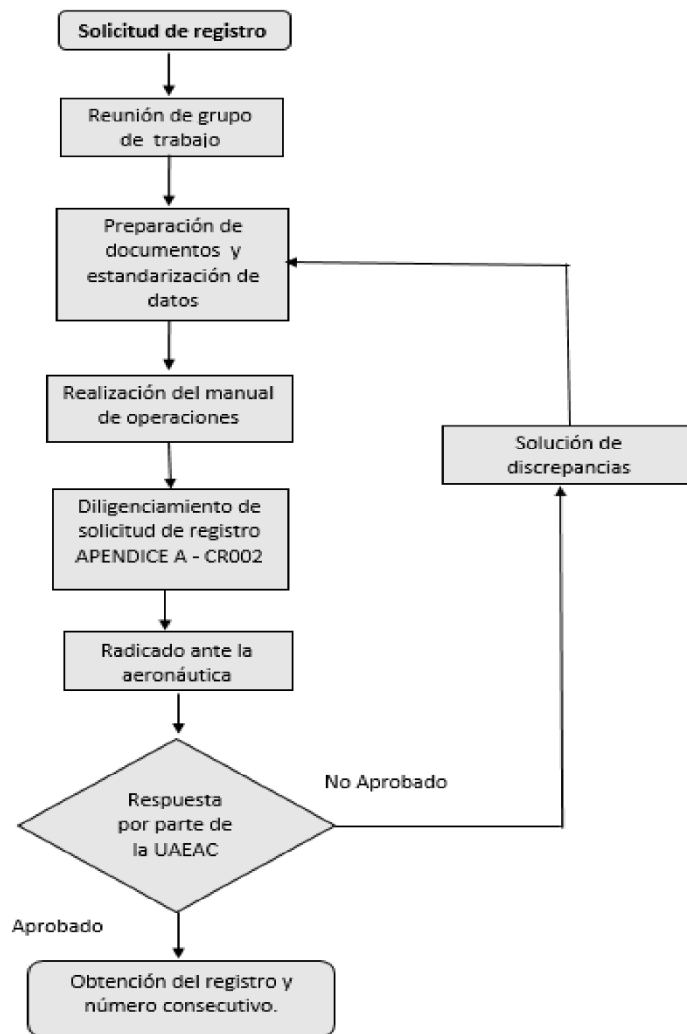 Solicitud de registro
Reunión de grupo
de trabajo
Preparación de
documentos y
estandarización de
datos
Realización del manual
de operaciones
Solución de
discrepancias
Diligenciamiento de
solicitud de registro
APENDICE A - CR002
Radicado ante la
aeronáutica
No Aprobado
Respuesta
por parte de
la UAEAC
Aprobado
Obtención del registro y
número consecutivo.